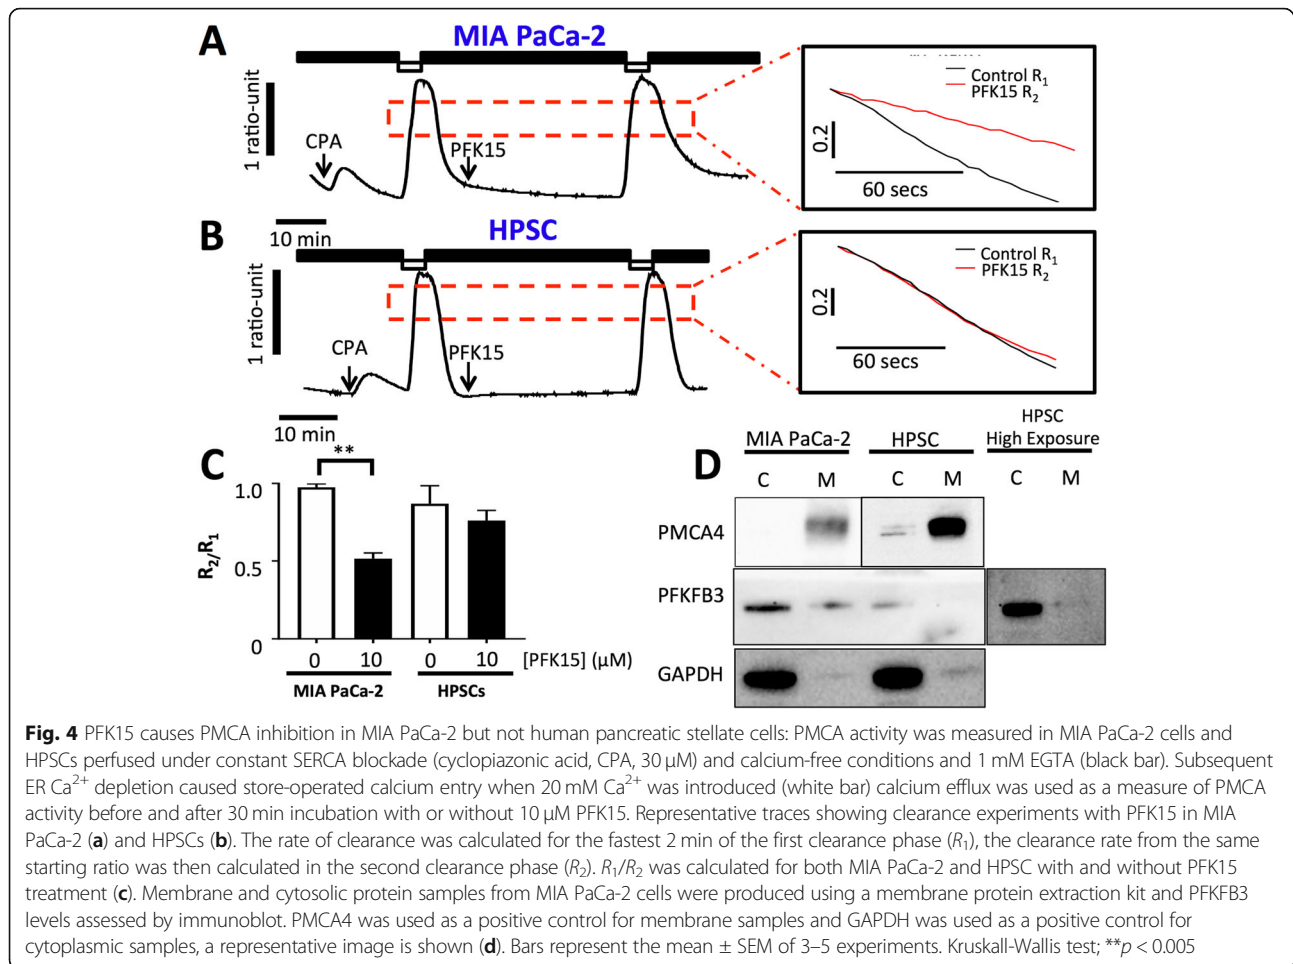 A
MIA PaCa-2
1 ratio-unit
CPA
PFK15
Control R1
PFK15 R2
0.2
60 secs
10 min
B
HPSC
1 ratio-unit
CPA
PFK15
Control R1
PFK15 R2
0.2
60 secs
10 min
C
**
R2/R1
1.0
0.5
0
0 10 0 10 [PFK15] (µM)
MIA PaCa-2 HPSCs
D
MIA PaCa-2 HPSC HPSC High Exposure
C M C M C M
PMCA4
PFKFB3
GAPDH
Fig. 4 PFK15 causes PMCA inhibition in MIA PaCa-2 but not human pancreatic stellate cells: PMCA activity was measured in MIA PaCa-2 cells and
HPSCs perfused under constant SERCA blockade (cyclopiazonic acid, CPA, 30 µM) and calcium-free conditions and 1 mM EGTA (black bar). Subsequent
ER Ca2+ depletion caused store-operated calcium entry when 20 mM Ca2+ was introduced (white bar) calcium efflux was used as a measure of PMCA
activity before and after 30 min incubation with or without 10 µM PFK15. Representative traces showing clearance experiments with PFK15 in MIA
PaCa-2 (a) and HPSCs (b). The rate of clearance was calculated for the fastest 2 min of the first clearance phase (R1), the clearance rate from the same
starting ratio was then calculated in the second clearance phase (R2). R1/R2 was calculated for both MIA PaCa-2 and HPSC with and without PFK15
treatment (c). Membrane and cytosolic protein samples from MIA PaCa-2 cells were produced using a membrane protein extraction kit and PFKFB3
levels assessed by immunoblot. PMCA4 was used as a positive control for membrane samples and GAPDH was used as a positive control for
cytoplasmic samples, a representative image is shown (d). Bars represent the mean ± SEM of 3–5 experiments. Kruskall-Wallis test; **p < 0.005